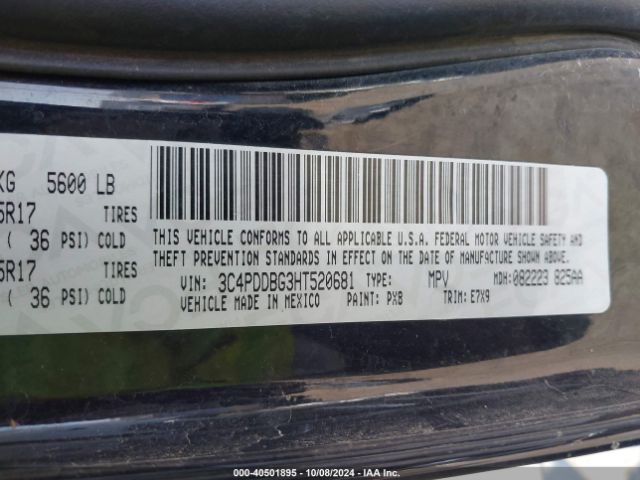 KG 5600 LB
5R17 TIRES
( 36 PSI) COLD
5R17 TIRES
( 36 PSI) COLD
THIS VEHICLE CONFORMS TO ALL APPLICABLE U.S.A. FEDERAL MOTOR VEHICLE SAFETY AND
THEFT PREVENTION STANDARDS IN EFFECT ON THE DATE OF MANUFACTURE SHOWN ABOVE.
VIN: 3C4PDDBG3HT520681 TYPE: MPV MDH: 082223 825AA
VEHICLE MADE IN MEXICO PAINT: PXB TRIM: E7X9
000-40501895 | 10/08/2024 | IAA Inc.